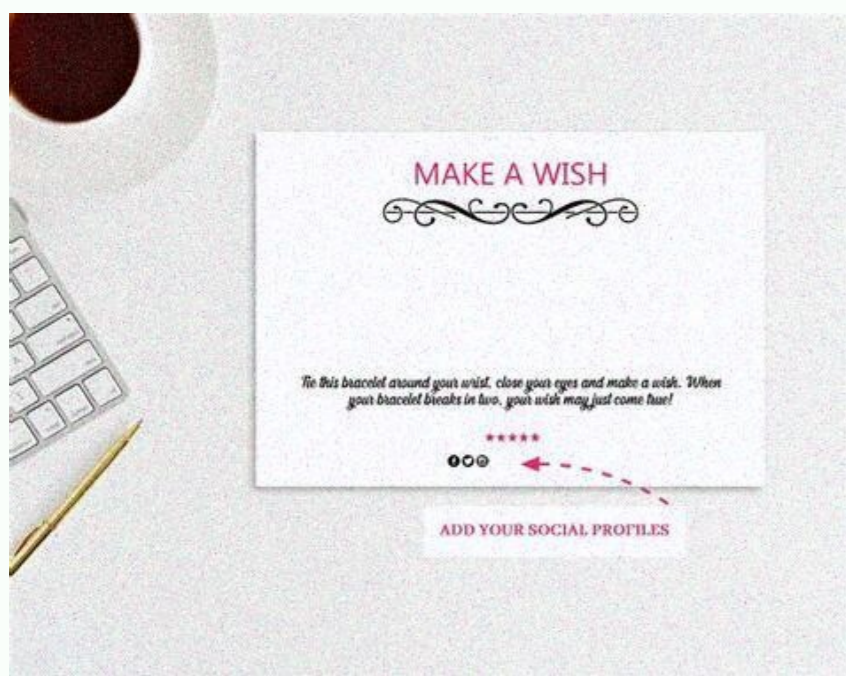 MAKE A WISH
Tie this bracelet around your wrist, close your eyes and make a wish. When
your bracelet breaks in two, your wish may just come true!
ADD YOUR SOCIAL PROFILES